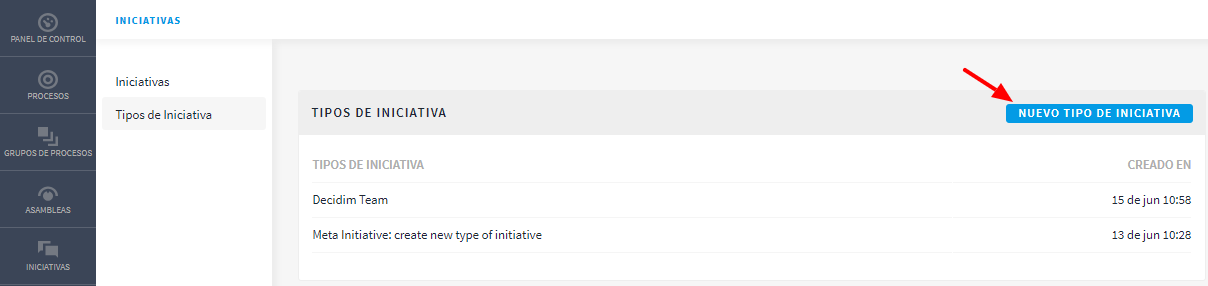 PANEL DE CONTROL
PROCESOS
GRUPOS DE PROCESOS
ASAMBLEAS
INICIATIVAS
INICIATIVAS
Iniciativas
Tipos de Iniciativa
TIPOS DE INICIATIVA
NUEVO TIPO DE INICIATIVA
TIPOS DE INICIATIVA CREADO EN
Decidim Team 15 de jun 10:58
Meta Initiative: create new type of initiative 13 de jun 10:28